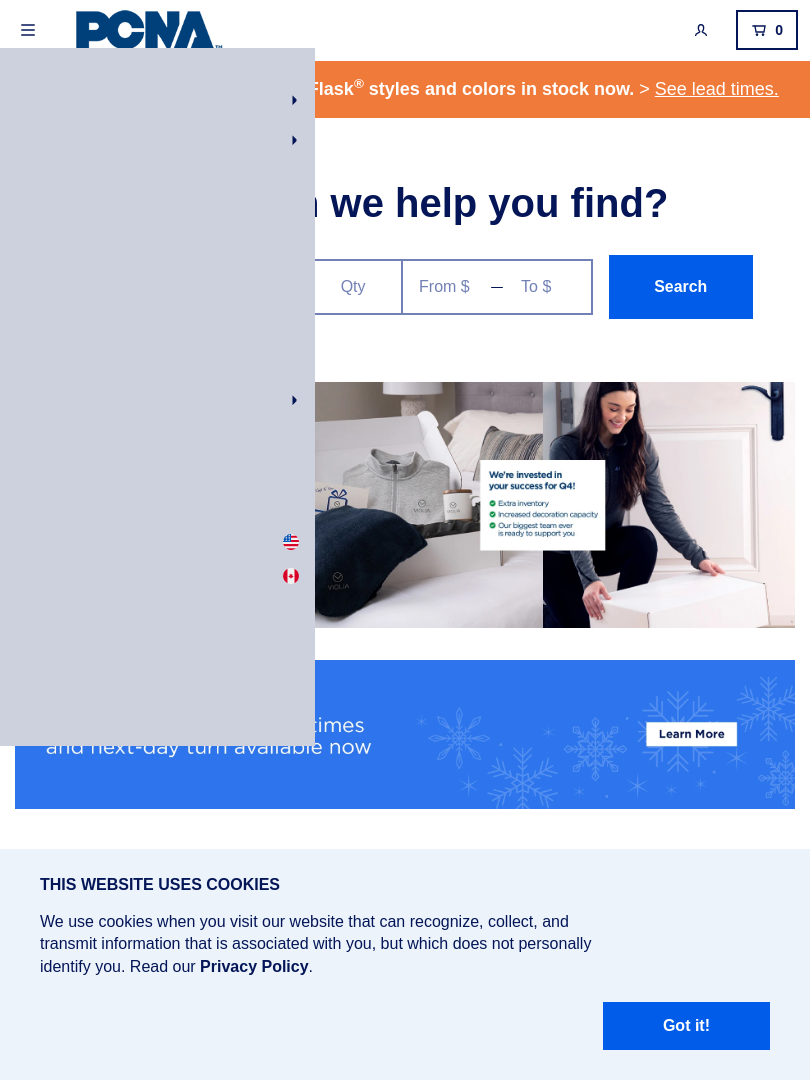 PCNA™
0
Flask® styles and colors in stock now. > See lead times.
we help you find?
Qty
From $ — To $
Search
We're invested in
your success for Q4!
Extra inventory
Increased decoration capacity
Our biggest team ever
is ready to support you
VIOLIA
times
and next-day turn available now
Learn More
THIS WEBSITE USES COOKIES
We use cookies when you visit our website that can recognize, collect, and
transmit information that is associated with you, but which does not personally
identify you. Read our Privacy Policy.
Got it!